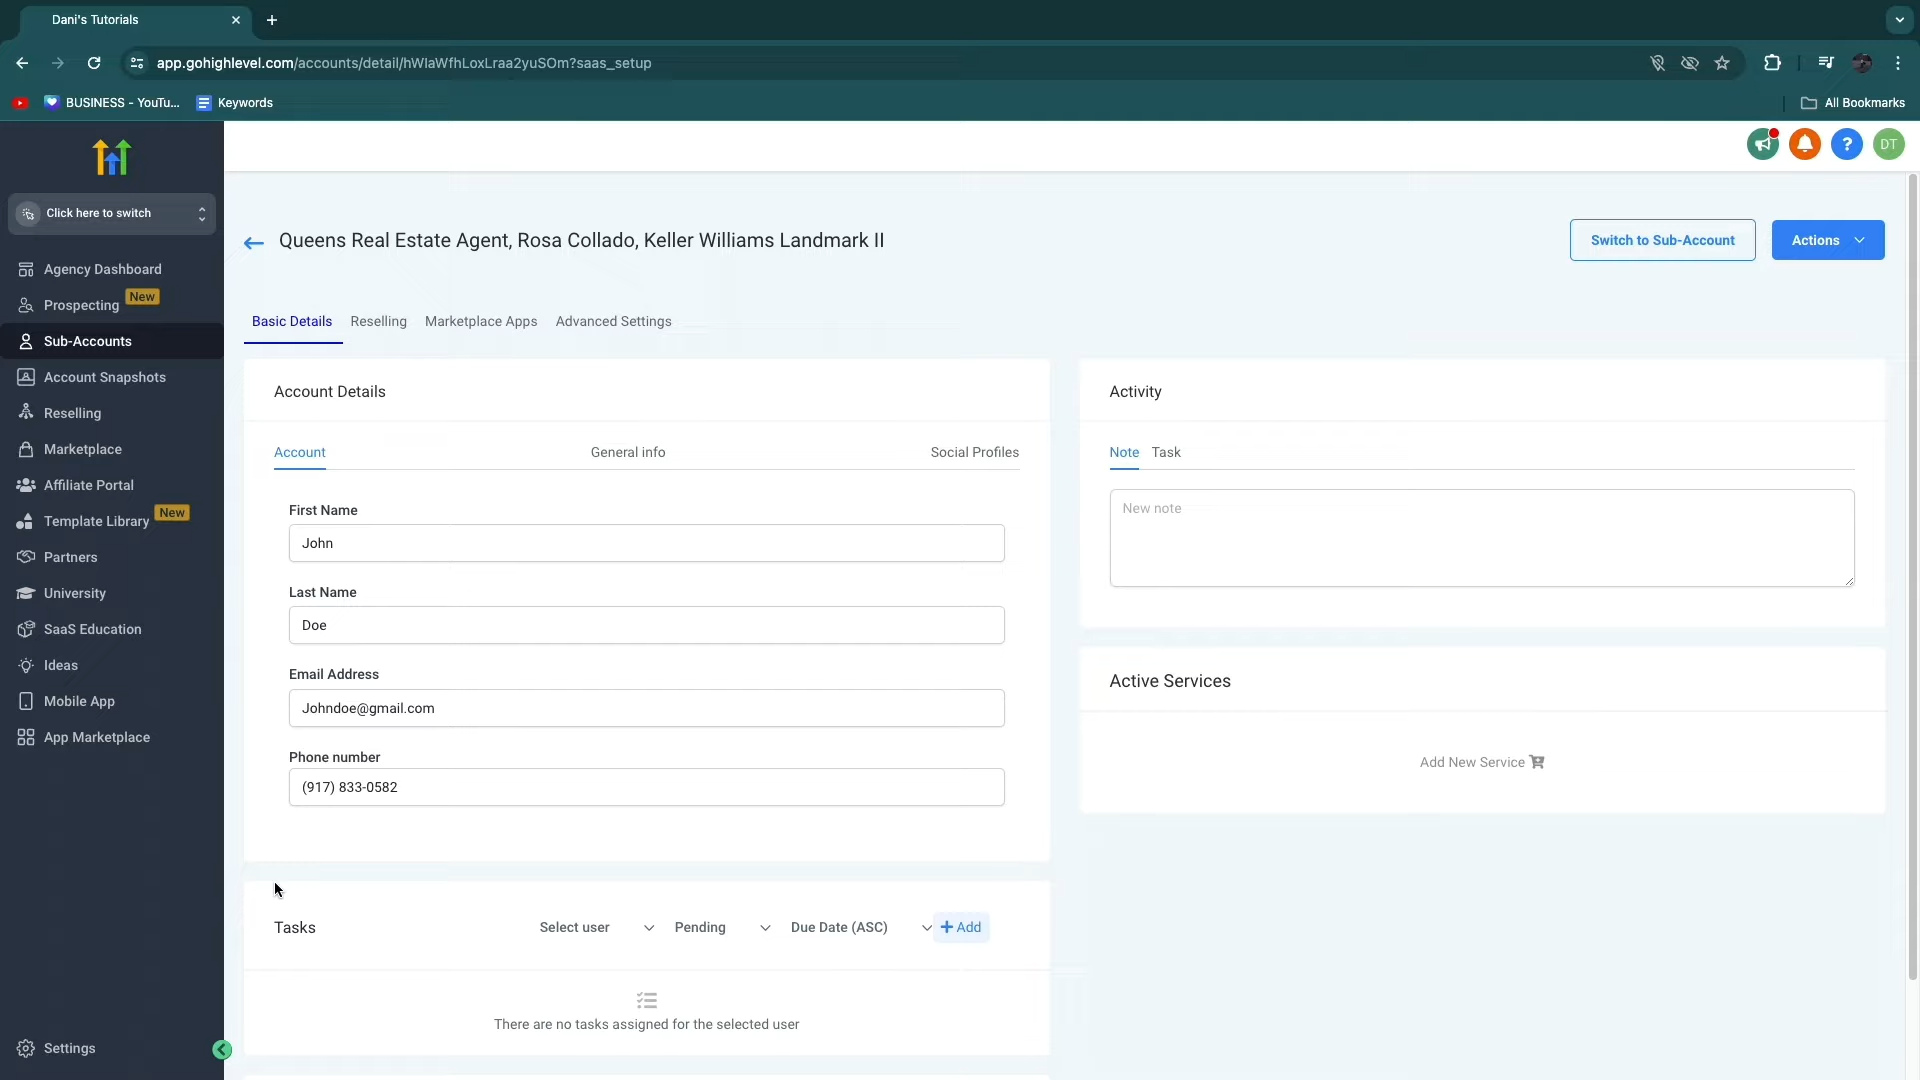 Dani's Tutorials
app.gohighlevel.com/accounts/detail/hWlaWfhLoxLraa2yuSOm?saas_setup
BUSINESS - YouTu...
Keywords
All Bookmarks
DT
Click here to switch
Agency Dashboard
Prospecting New
Sub-Accounts
Account Snapshots
Reselling
Marketplace
Affiliate Portal
Template Library New
Partners
University
SaaS Education
Ideas
Mobile App
App Marketplace
Settings
Queens Real Estate Agent, Rosa Collado, Keller Williams Landmark II
Switch to Sub-Account
Actions
Basic Details Reselling Marketplace Apps Advanced Settings
Account Details
Account General info Social Profiles
First Name
John
Last Name
Doe
Email Address
Johndoe@gmail.com
Phone number
(917) 833-0582
Tasks Select user Pending Due Date (ASC) + Add
There are no tasks assigned for the selected user
Activity
Note Task
New note
Active Services
Add New Service